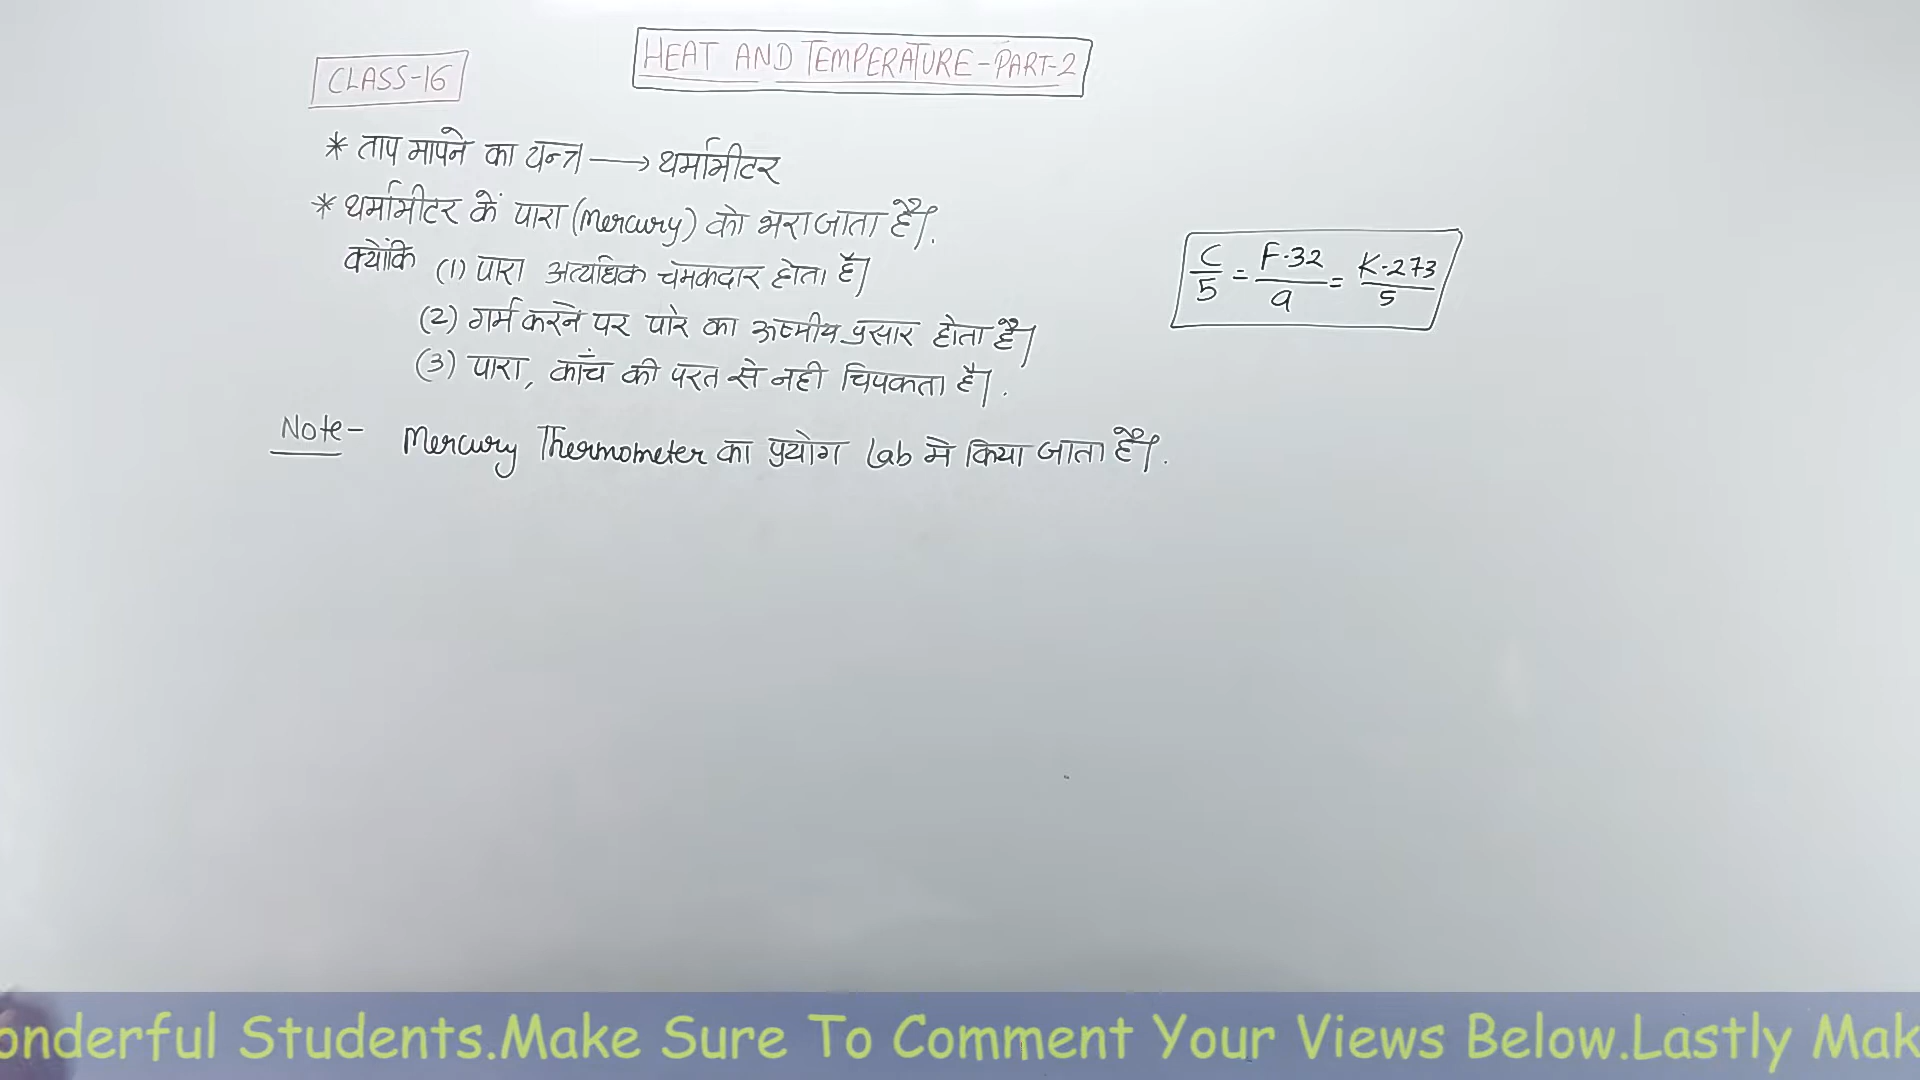 CLASS-16
HEAT AND TEMPERATURE-PART-2
* ताप मापने का यन्त्र → थर्मामीटर
* थर्मामीटर के पारा (Mercury) को भरा जाता है।
क्योंकि (1) पारा अत्यधिक चमकदार होता है।
(2) गर्म करने पर पारे का ऊष्मीय प्रसार होता है।
(3) पारा, काँच की परत से नही चिपकता है।
C/5 = F-32/9 = K-273/5
Note- Mercury Thermometer का प्रयोग Lab मे किया जाता है।
onderful Students.Make Sure To Comment Your Views Below.Lastly Mak